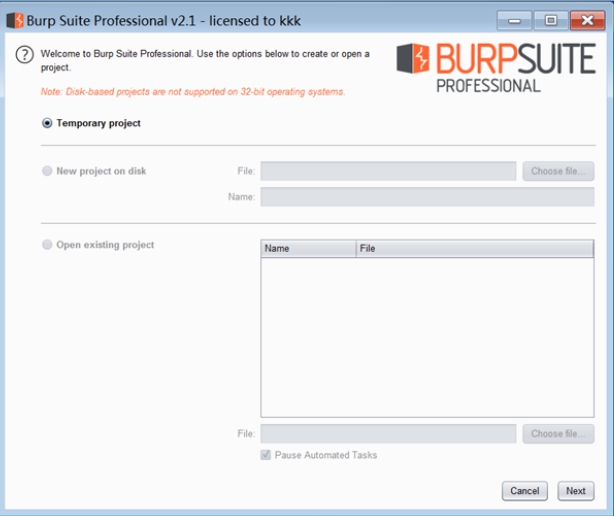 Burp Suite Professional v2.1 - licensed to kkk
? Welcome to Burp Suite Professional. Use the options below to create or open a
project.
BURPSUITE
PROFESSIONAL
Note: Disk-based projects are not supported on 32-bit operating systems.
Temporary project
New project on disk File: Choose file...
Name:
Open existing project Name File
File: Choose file...
Pause Automated Tasks
Cancel Next